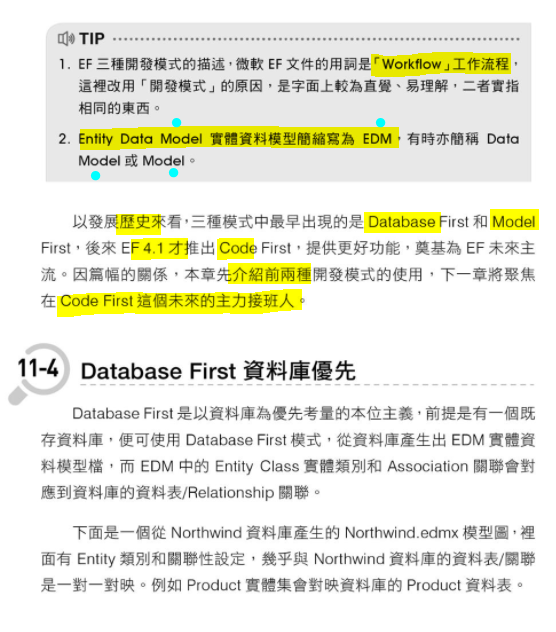 TIP
1. EF 三種開發模式的描述,微軟 EF 文件的用詞是「Workflow」工作流程,
這裡改用「開發模式」的原因,是字面上較為直覺、易理解,二者實指
相同的東西。
2. Entity Data Model 實體資料模型簡縮寫為 EDM,有時亦簡稱 Data
Model 或 Model。
以發展歷史來看,三種模式中最早出現的是 Database First 和 Model
First,後來 EF 4.1 才推出 Code First,提供更好功能,奠基為 EF 未來主
流。因篇幅的關係,本章先介紹前兩種開發模式的使用,下一章將聚焦
在 Code First 這個未來的主力接班人。
11-4 Database First 資料庫優先
Database First 是以資料庫為優先考量的本位主義,前提是有一個既
存資料庫,便可使用 Database First 模式,從資料庫產生出 EDM 實體資
料模型檔,而 EDM 中的 Entity Class 實體類別和 Association 關聯會對
應到資料庫的資料表/Relationship 關聯。
下面是一個從 Northwind 資料庫產生的 Northwind.edmx 模型圖,裡
面有 Entity 類別和關聯性設定,幾乎與 Northwind 資料庫的資料表/關聯
是一對一對映。例如 Product 實體集會對映資料庫的 Product 資料表。